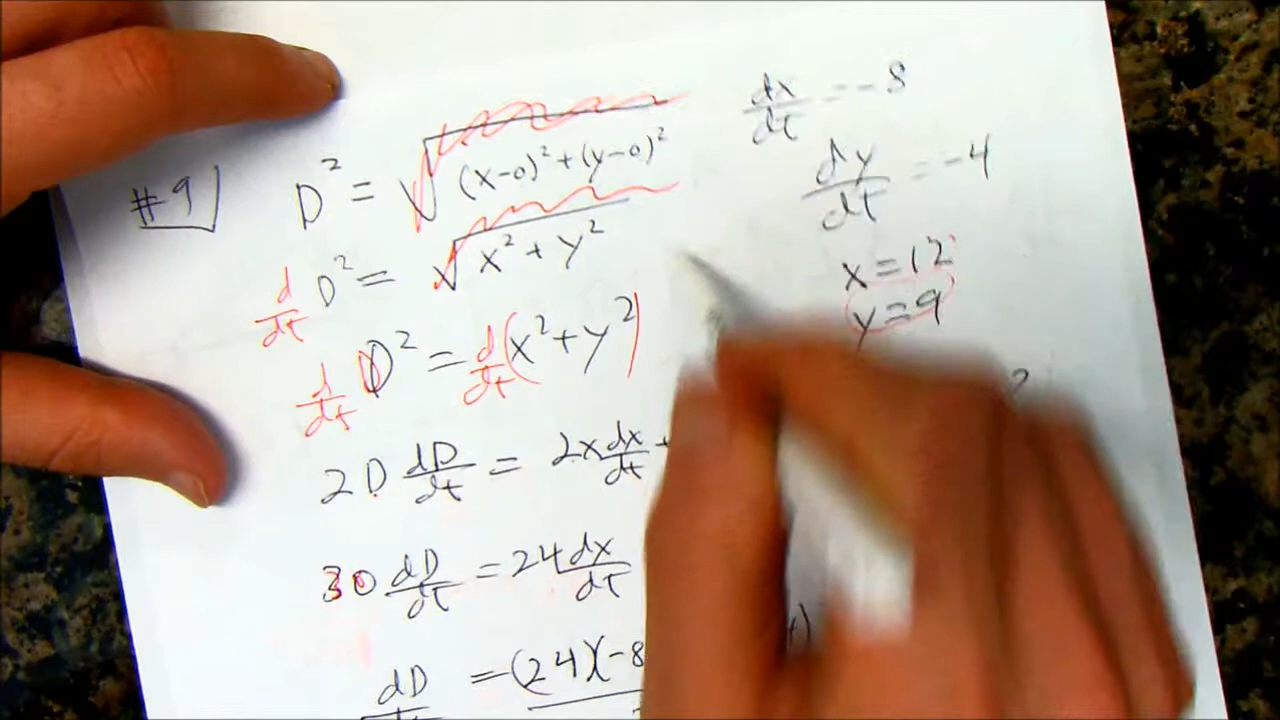 #9
D² = √(x-0)²+(y-0)²
d/dt D² = √x² + y²
d/dt D² = d/dt(x²+y²)
2D dD/dt = 2x dx/dt +
30 dD/dt = 24 dx/dt
dD/dt = (24)(-8
dx/dt = -8
dy/dt = -4
x=12
y=9